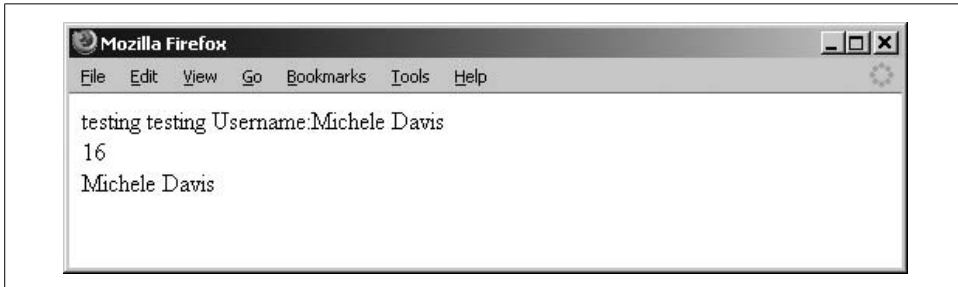 Mozilla Firefox
File Edit View Go Bookmarks Tools Help
testing testing Username:Michele Davis
16
Michele Davis